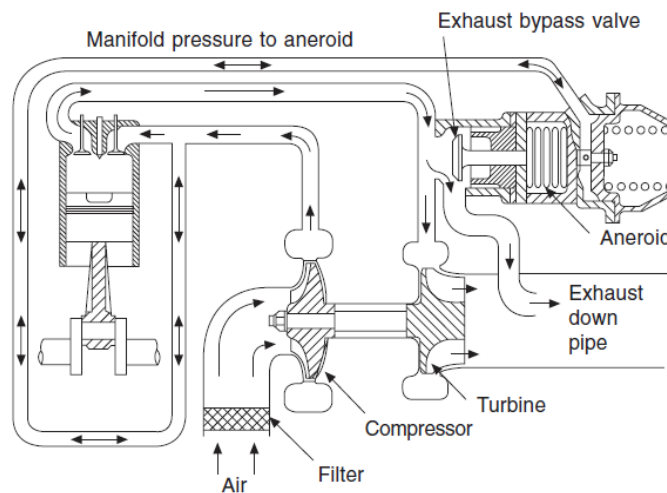 Exhaust bypass valve
Manifold pressure to aneroid
Aneroid
Exhaust
down
pipe
Turbine
Compressor
Filter
Air